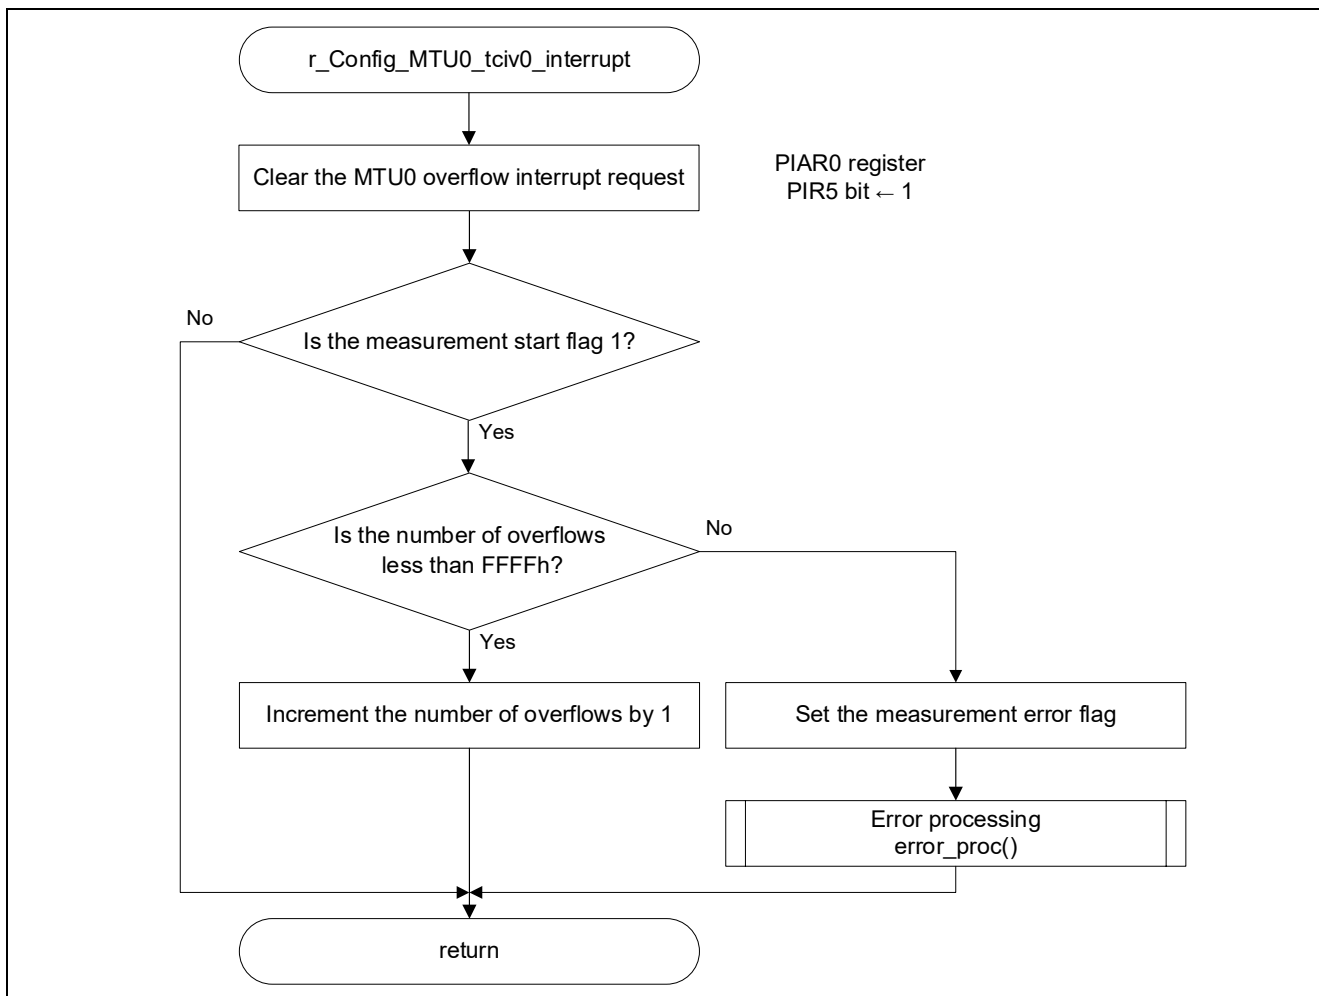 r_Config_MTU0_tciv0_interrupt
Clear the MTU0 overflow interrupt request
PIAR0 register
PIR5 bit ← 1
No
Is the measurement start flag 1?
Yes
Is the number of overflows
less than FFFFh?
No
Yes
Increment the number of overflows by 1
Set the measurement error flag
Error processing
error_proc()
return